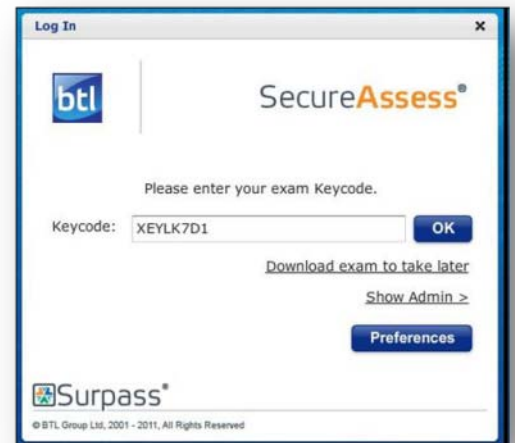 Log In
btl
SecureAssess®
Please enter your exam Keycode.
Keycode: XEYLK7D1 OK
Download exam to take later
Show Admin >
Preferences
Surpass®
© BTL Group Ltd, 2001 - 2011, All Rights Reserved